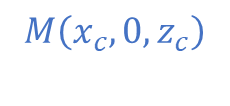 M(x_c, 0, z_c)